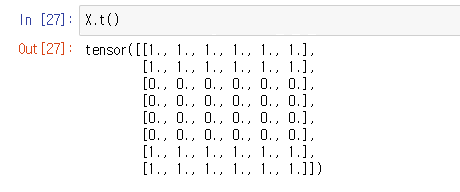 In [27]: X.t()
Out[27]: tensor([[1., 1., 1., 1., 1., 1.],
[1., 1., 1., 1., 1., 1.],
[0., 0., 0., 0., 0., 0.],
[0., 0., 0., 0., 0., 0.],
[0., 0., 0., 0., 0., 0.],
[0., 0., 0., 0., 0., 0.],
[1., 1., 1., 1., 1., 1.],
[1., 1., 1., 1., 1., 1.]])